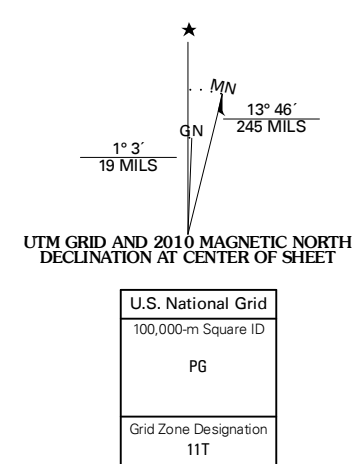 MN
13° 46´
245 MILS
GN
1° 3´
19 MILS
UTM GRID AND 2010 MAGNETIC NORTH
DECLINATION AT CENTER OF SHEET
U.S. National Grid
100,000-m Square ID
PG
Grid Zone Designation
11T